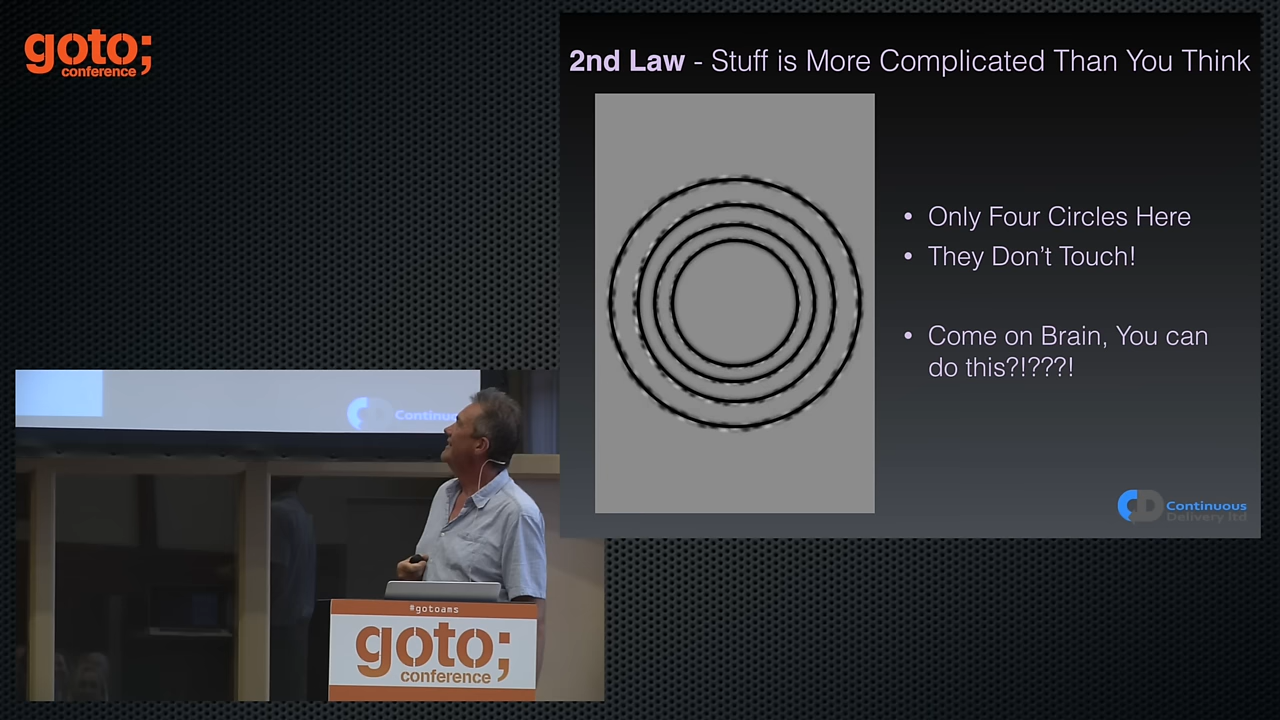 goto;
conference
2nd Law - Stuff is More Complicated Than You Think
• Only Four Circles Here
• They Don't Touch!
• Come on Brain, You can
do this?!???!
CD Continuous
Delivery ltd
#gotoams
goto;
conference